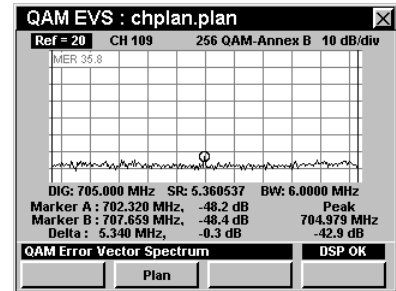 QAM EVS : chplan.plan
Ref = 20 CH 109 256 QAM-Annex B 10 dB/div
MER 35.8
DIG: 705.000 MHz SR: 5.360537 BW: 6.0000 MHz
Marker A : 702.320 MHz, -48.2 dB Peak
Marker B : 707.659 MHz, -48.4 dB 704.979 MHz
Delta : 5.340 MHz, -0.3 dB -42.9 dB
QAM Error Vector Spectrum DSP OK
Plan